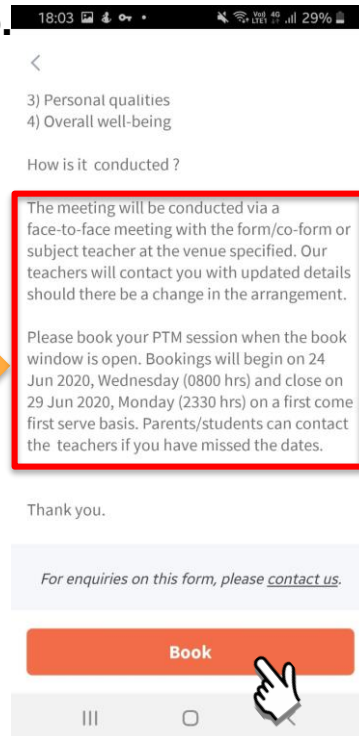 18:03 29%
3) Personal qualities
4) Overall well-being
How is it conducted ?
The meeting will be conducted via a
face-to-face meeting with the form/co-form or
subject teacher at the venue specified. Our
teachers will contact you with updated details
should there be a change in the arrangement.
Please book your PTM session when the book
window is open. Bookings will begin on 24
Jun 2020, Wednesday (0800 hrs) and close on
29 Jun 2020, Monday (2330 hrs) on a first come
first serve basis. Parents/students can contact
the teachers if you have missed the dates.
Thank you.
For enquiries on this form, please contact us.
Book